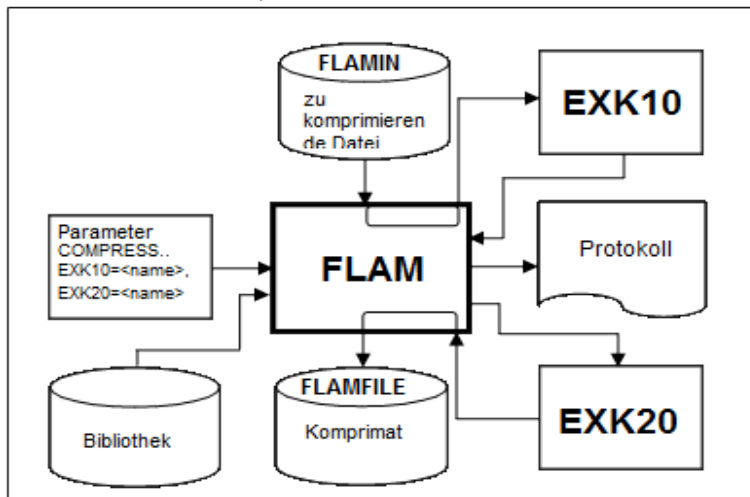 FLAMIN
zu
komprimieren
de Datei
EXK10
Parameter
COMPRESS..
EXK10=<name>,
EXK20=<name>
FLAM
Protokoll
Bibliothek
FLAMFILE
Komprimat
EXK20